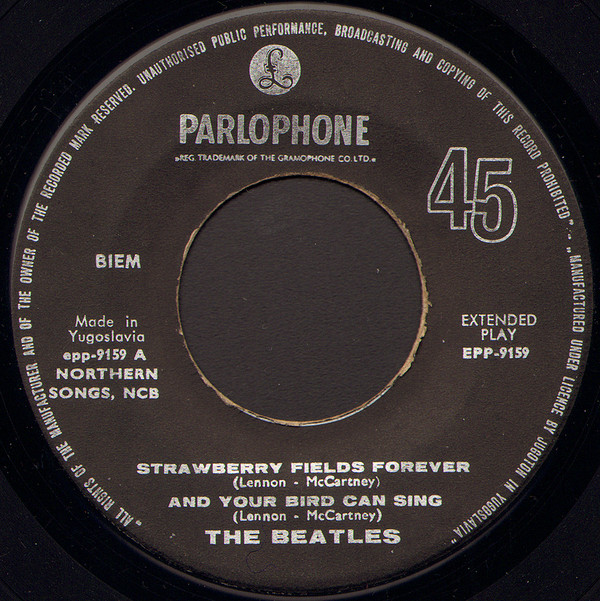 "ALL RIGHTS OF THE MANUFACTURER AND OF THE OWNER OF THE RECORDED MARK RESERVED. UNAUTHORISED PUBLIC PERFORMANCE, BROADCASTING AND COPYING OF THIS RECORD PROHIBITED"
"MANUFACTURED UNDER LICENCE BY JUGOTON IN YUGOSLAVIA"
£
PARLOPHONE
»REG. TRADEMARK OF THE GRAMOPHONE CO. LTD.«
45
BIEM
Made in
Yugoslavia
epp-9159 A
NORTHERN
SONGS, NCB
EXTENDED
PLAY
EPP-9159
STRAWBERRY FIELDS FOREVER
(Lennon - McCartney)
AND YOUR BIRD CAN SING
(Lennon - McCartney)
THE BEATLES